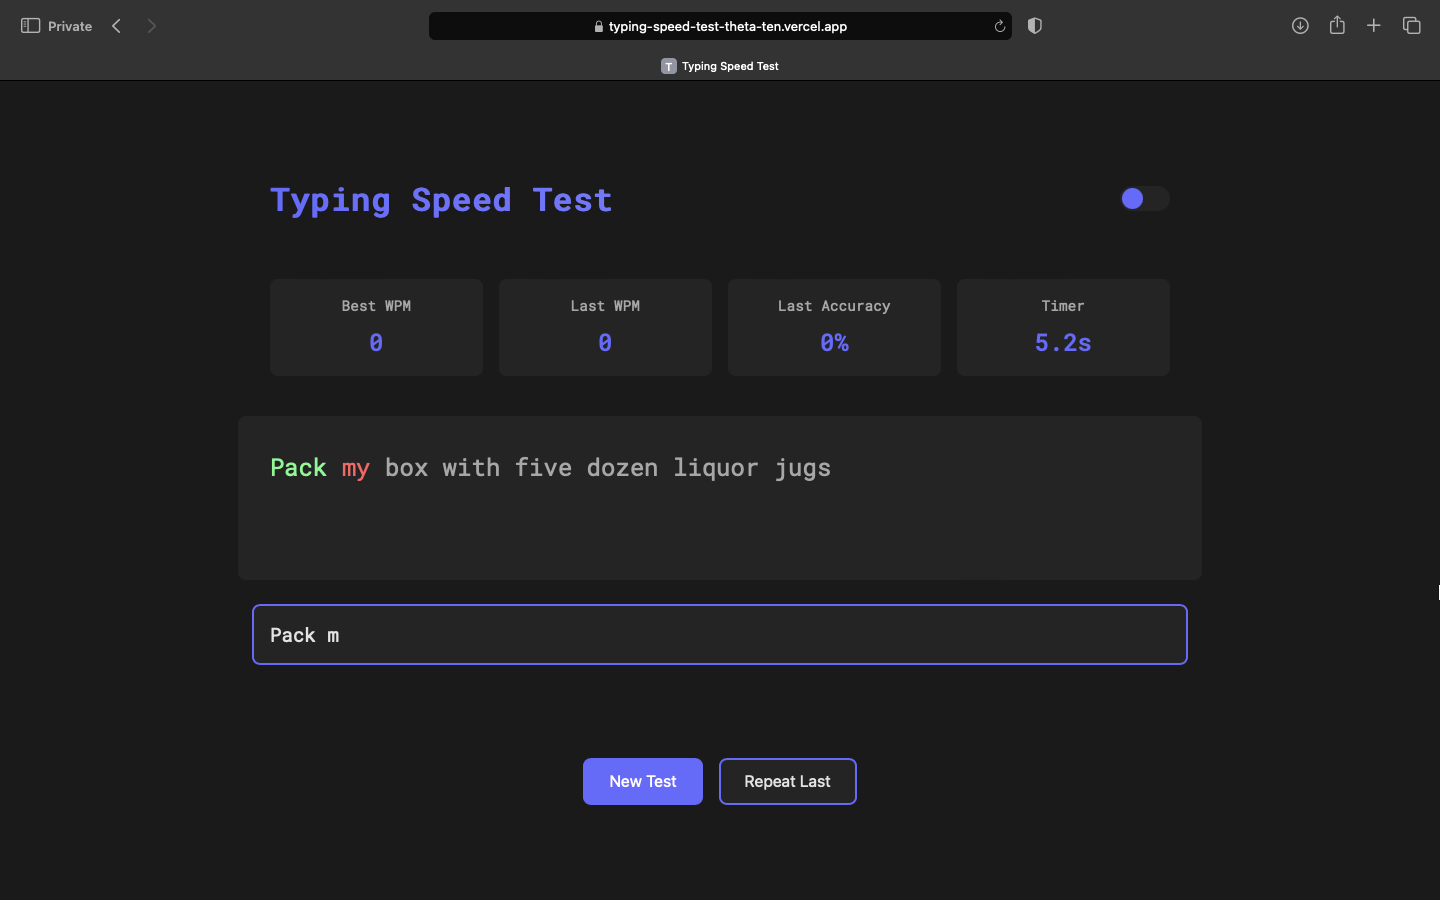 Private
typing-speed-test-theta-ten.vercel.app
T Typing Speed Test
Typing Speed Test
Best WPM
0
Last WPM
0
Last Accuracy
0%
Timer
5.2s
Pack my box with five dozen liquor jugs
Pack m
New Test
Repeat Last